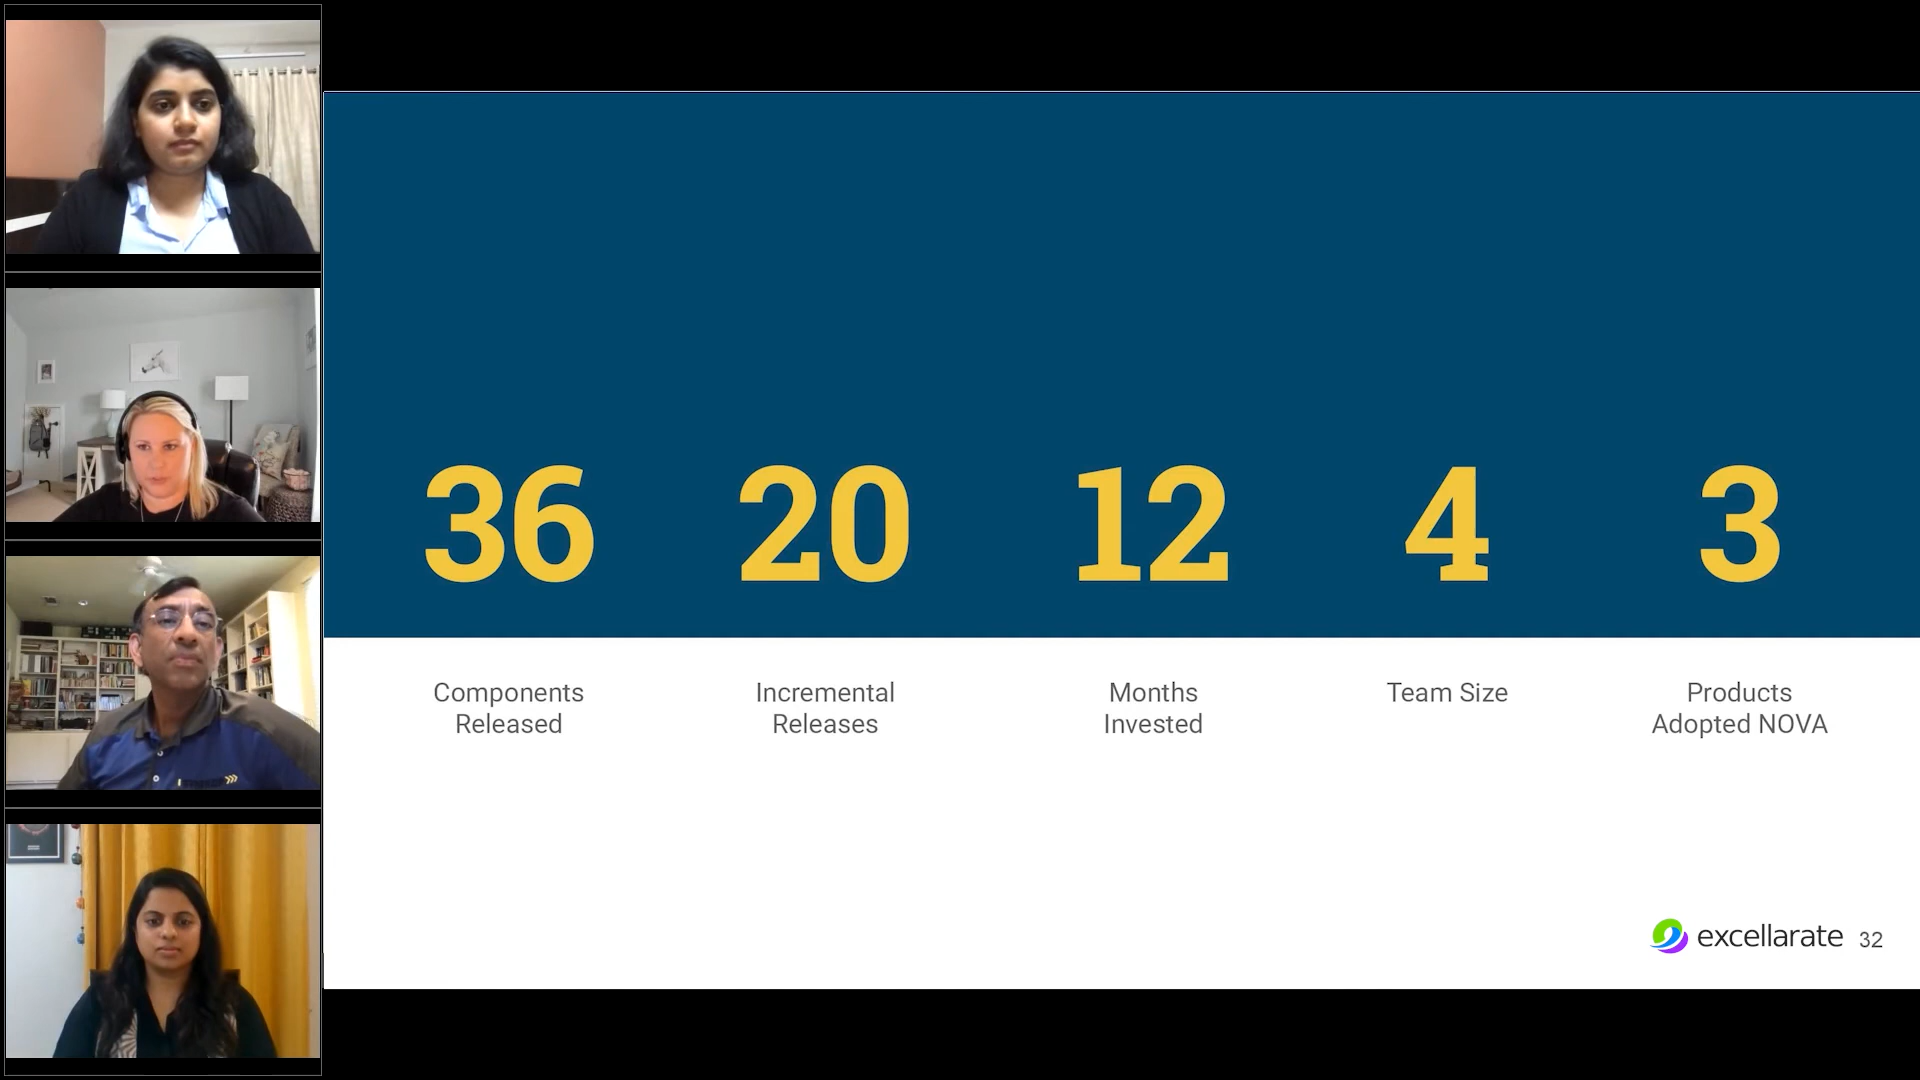 36
20
12
4
3
Components
Released
Incremental
Releases
Months
Invested
Team Size
Products
Adopted NOVA
excellarate
32